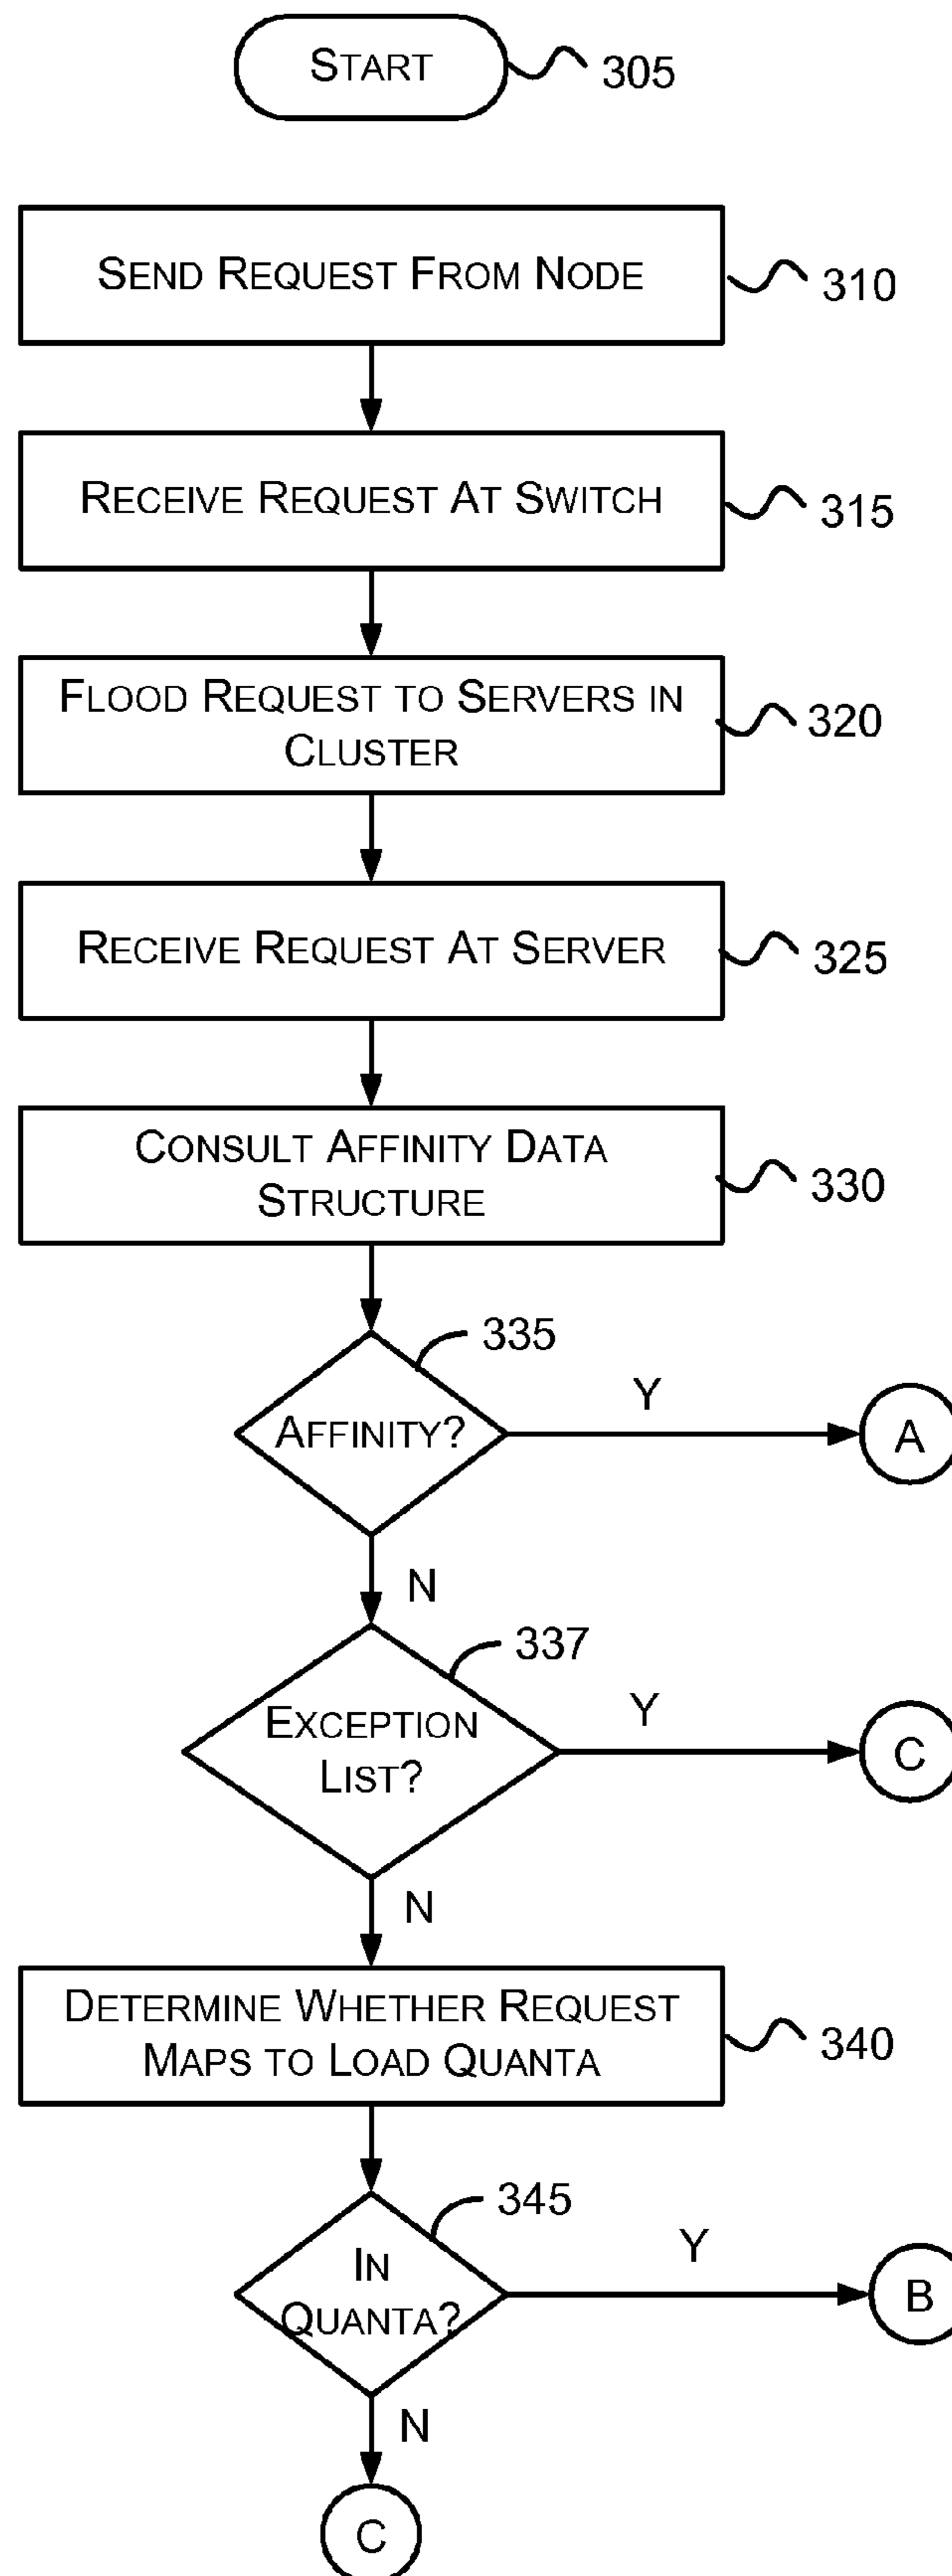 START
305
SEND REQUEST FROM NODE
310
RECEIVE REQUEST AT SWITCH
315
FLOOD REQUEST TO SERVERS IN
CLUSTER
320
RECEIVE REQUEST AT SERVER
325
CONSULT AFFINITY DATA
STRUCTURE
330
335
AFFINITY?
Y
A
N
337
EXCEPTION
LIST?
Y
C
N
DETERMINE WHETHER REQUEST
MAPS TO LOAD QUANTA
340
345
IN
QUANTA?
Y
B
N
C